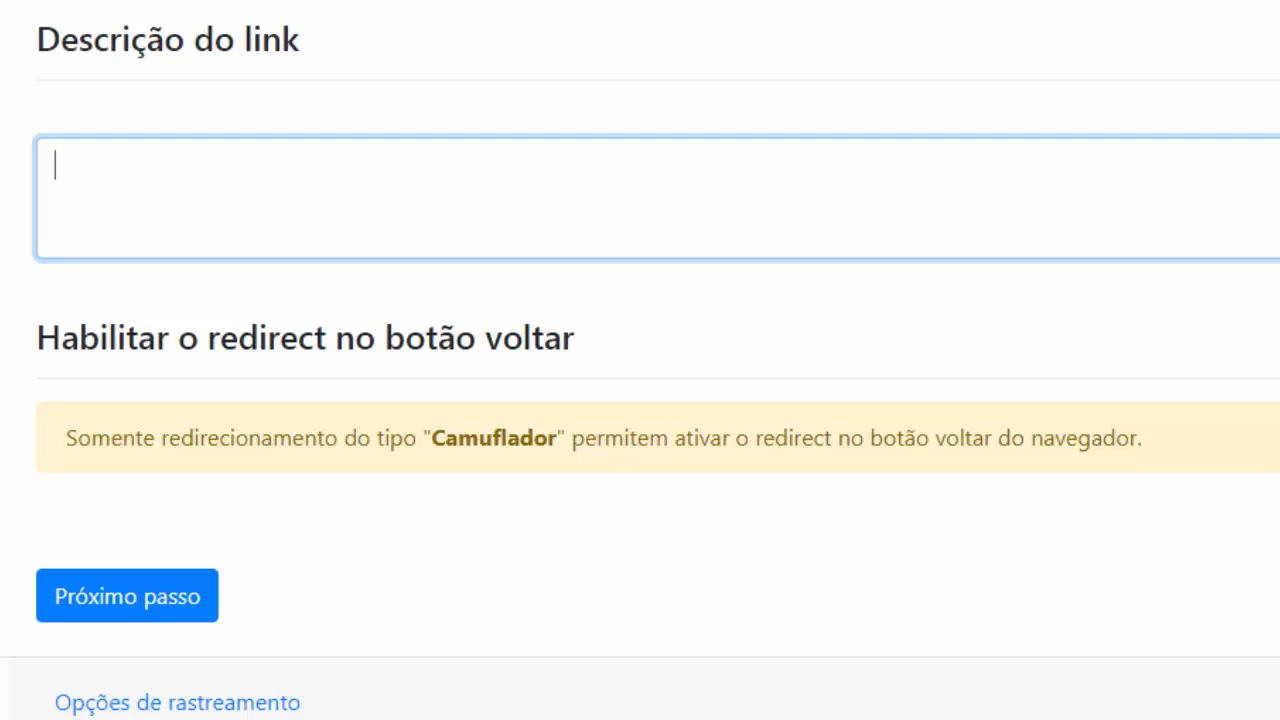 Descrição do link
Habilitar o redirect no botão voltar
Somente redirecionamento do tipo "Camuflador" permitem ativar o redirect no botão voltar do navegador.
Próximo passo
Opções de rastreamento